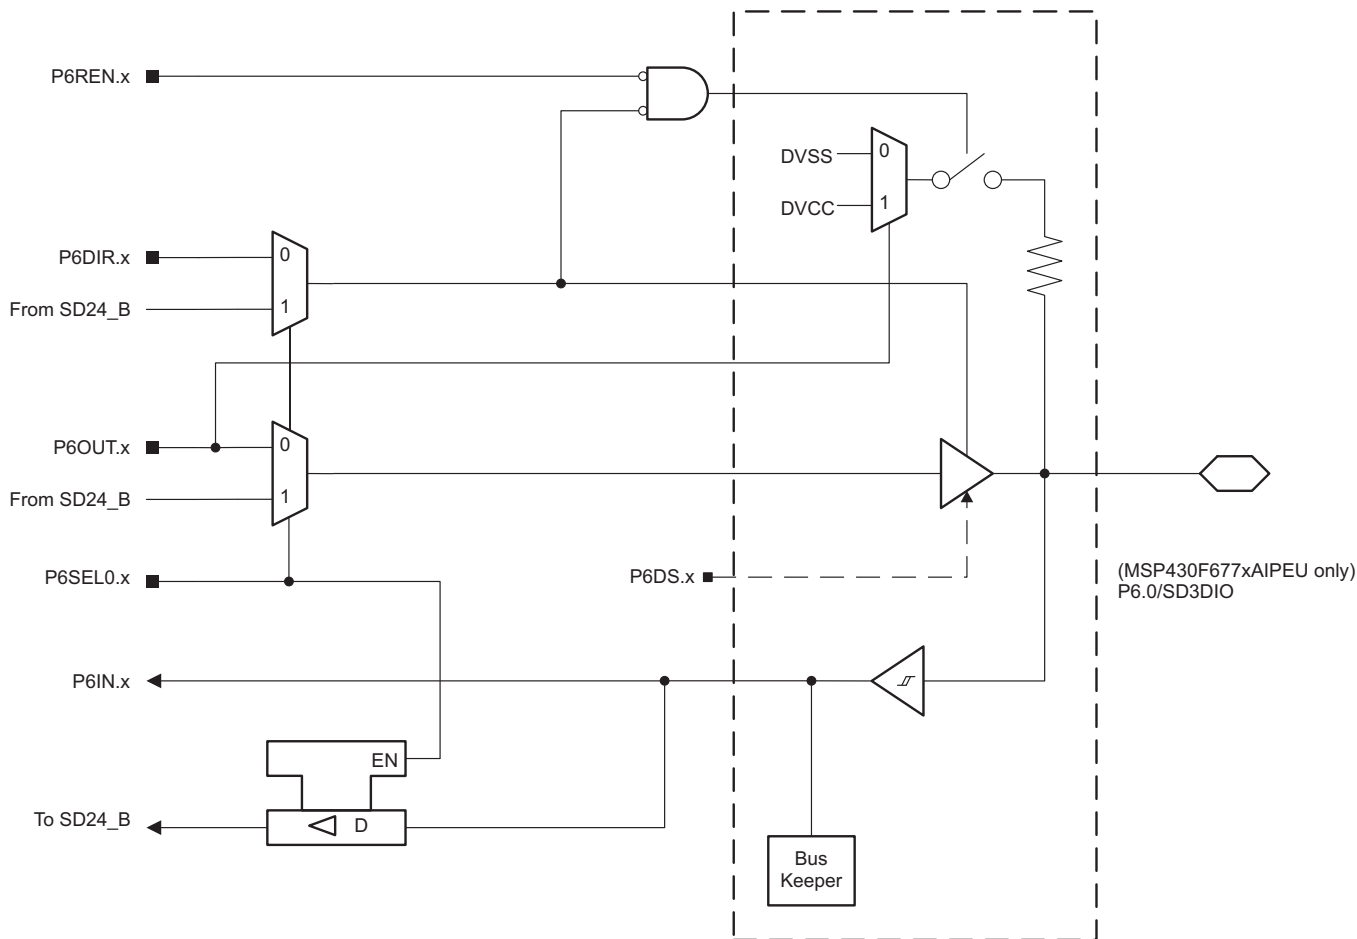 P6REN.x
DVSS
0
DVCC
1
P6DIR.x
0
From SD24_B
1
P6OUT.x
0
From SD24_B
1
P6SEL0.x
P6DS.x
(MSP430F677xAIPEU only)
P6.0/SD3DIO
P6IN.x
EN
To SD24_B
D
Bus
Keeper